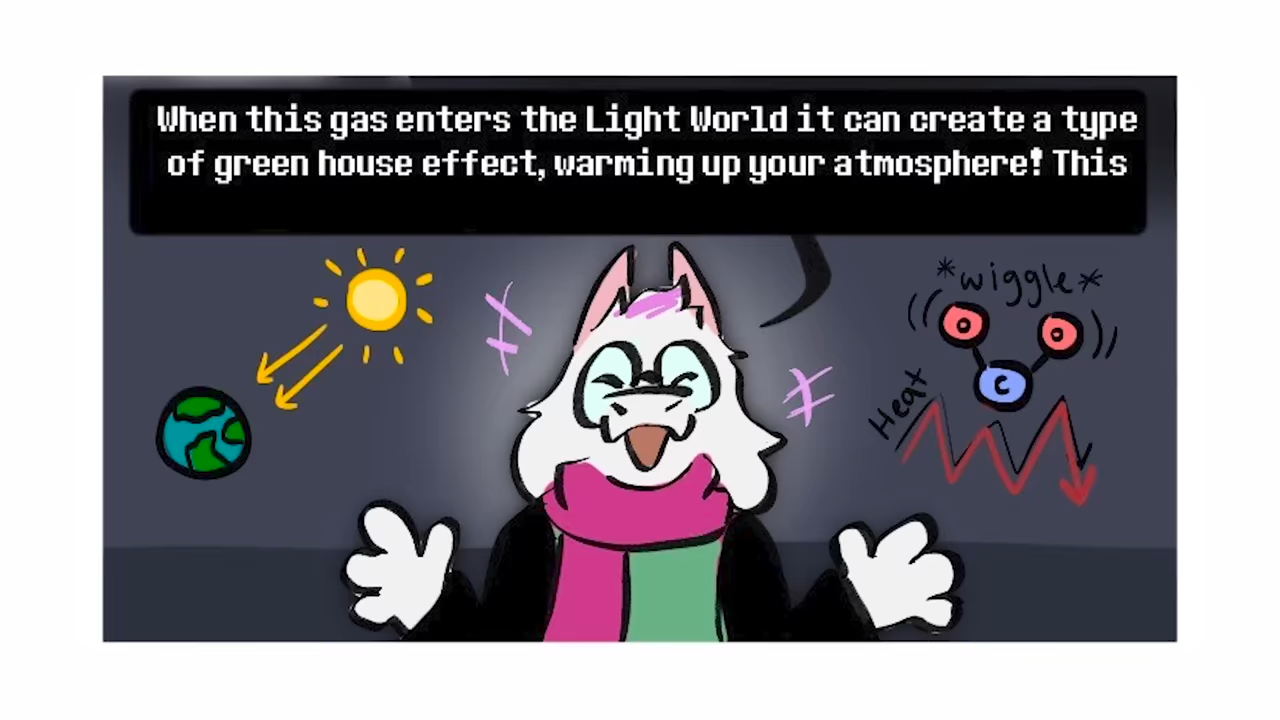 When this gas enters the Light World it can create a type
of green house effect, warming up your atmosphere! This
*wiggle*
O O
C
Heat